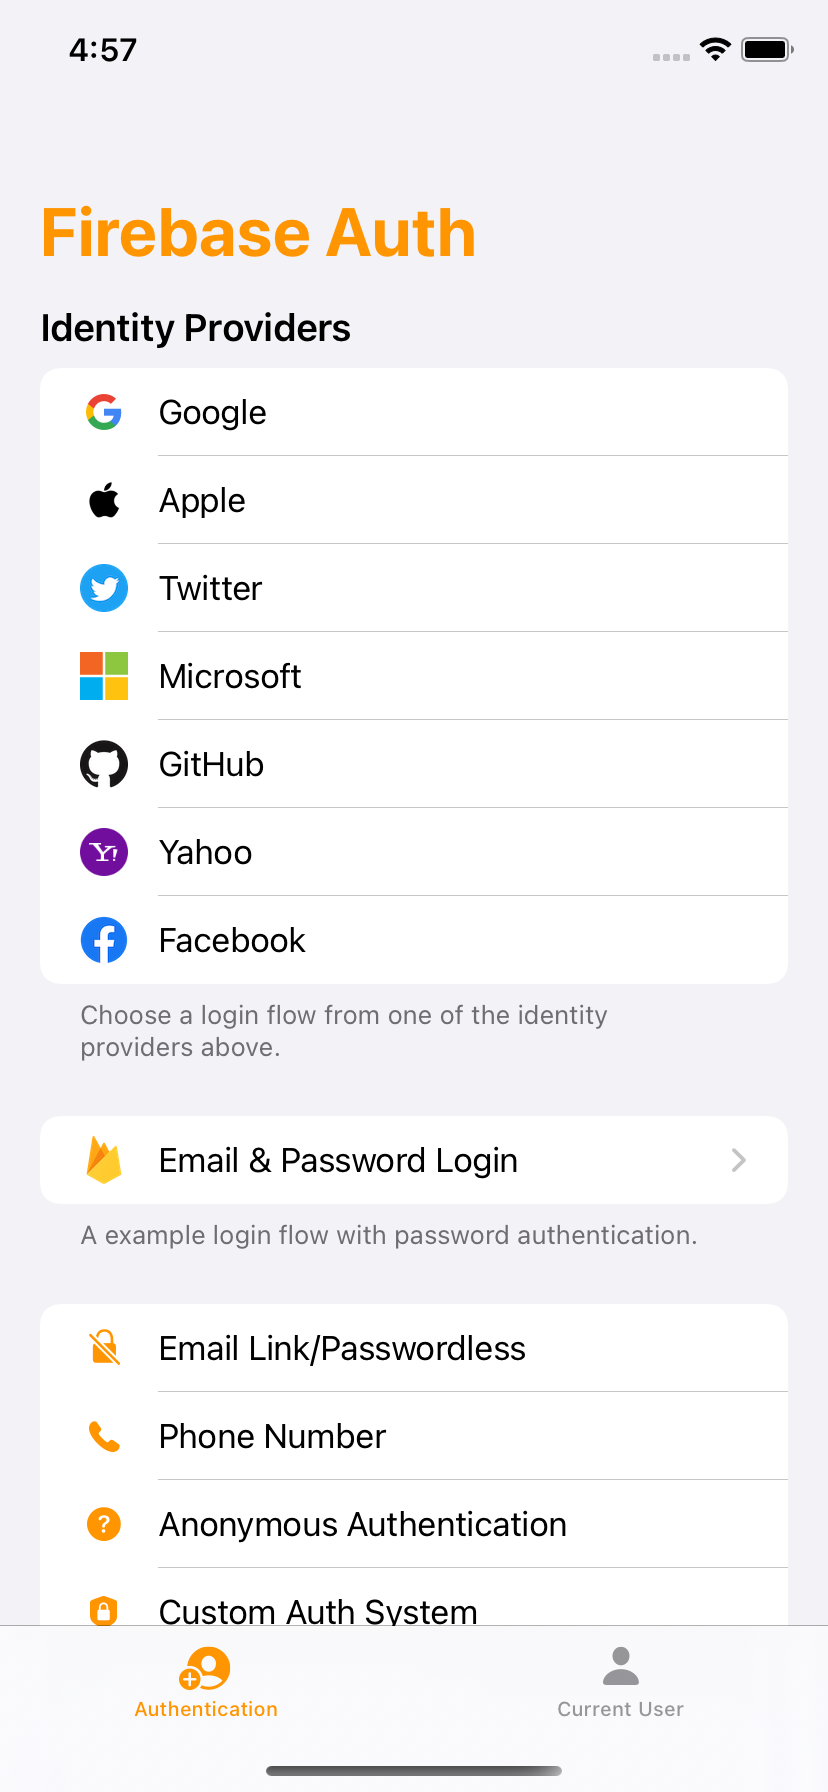 4:57
Firebase Auth
Identity Providers
Google
Apple
Twitter
Microsoft
GitHub
Yahoo
Facebook
Choose a login flow from one of the identity
providers above.
Email & Password Login
A example login flow with password authentication.
Email Link/Passwordless
Phone Number
Anonymous Authentication
Custom Auth System
Authentication
Current User